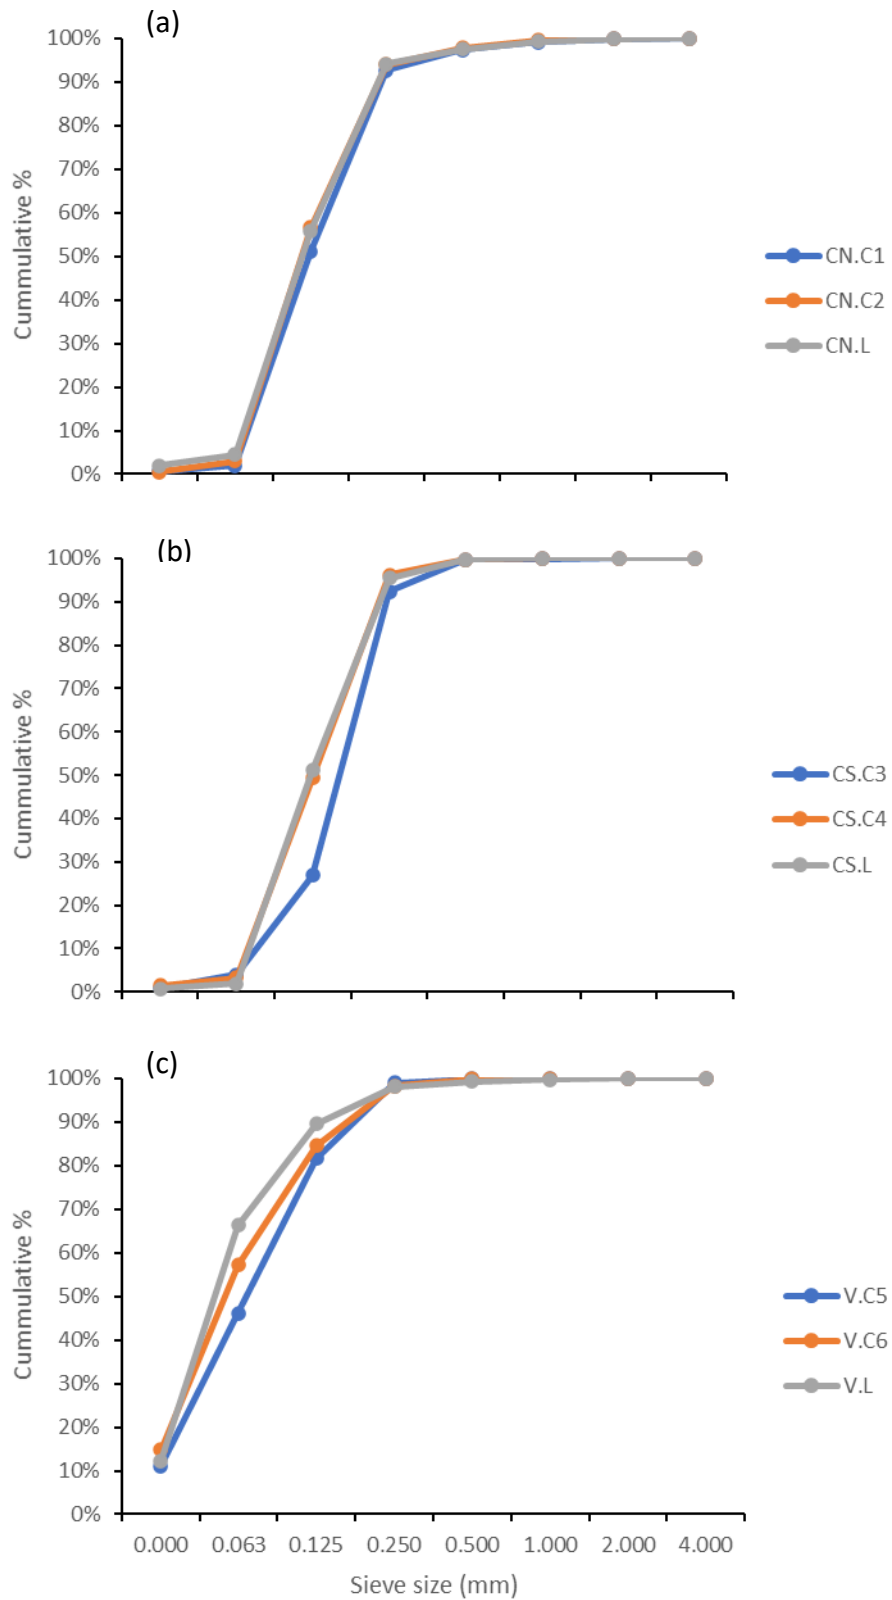 (a)
100%
90%
80%
70%
60%
50%
40%
30%
20%
10%
0%
Cummulative %
CN.C1
CN.C2
CN.L
(b)
100%
90%
80%
70%
60%
50%
40%
30%
20%
10%
0%
Cummulative %
CS.C3
CS.C4
CS.L
(c)
100%
90%
80%
70%
60%
50%
40%
30%
20%
10%
0%
Cummulative %
V.C5
V.C6
V.L
0.000 0.063 0.125 0.250 0.500 1.000 2.000 4.000
Sieve size (mm)